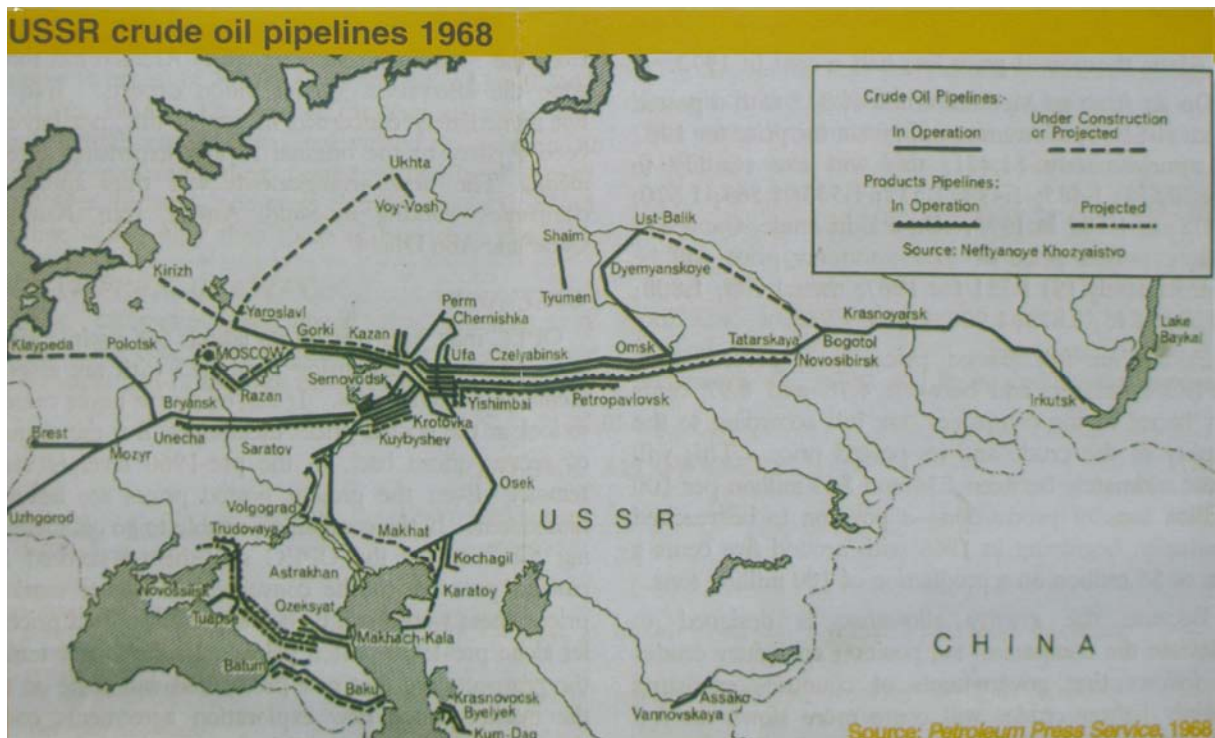 USSR crude oil pipelines 1968
Crude Oil Pipelines:-
In Operation
Under Construction
or Projected
Products Pipelines:
In Operation
Projected
Source: Neftyanoye Khozyaistvo
Ukhta
Voy-Vosh
Ust-Balik
Shaim
Dyemyanskoye
Tyumen
Kirizh
Yaroslavl
Perm
Chernishka
Krasnoyarsk
Lake
Baykal
Klaypeda
Polotsk
MOSCOW
Gorki
Kazan
Ufa
Czelyabinsk
Omsk
Tatarskaya
Bogotol
Novosibirsk
Sernovodsk
Razan
Yishimbai
Petropavlovsk
Irkutsk
Bryansk
Krotovka
Kuybyshev
Brest
Unecha
Mozyr
Saratov
Osek
Uzhgorod
Volgograd
USSR
Trudovaya
Makhat
Kochagil
Astrakhan
Novossiisk
Ozeksyat
Karatoy
Tuapse
Makhach-Kala
CHINA
Batum
Baku
Krasnovocsk
Byelyek
Kum-Dag
Assako
Vannovskaya
Source: Petroleum Press Service, 1968